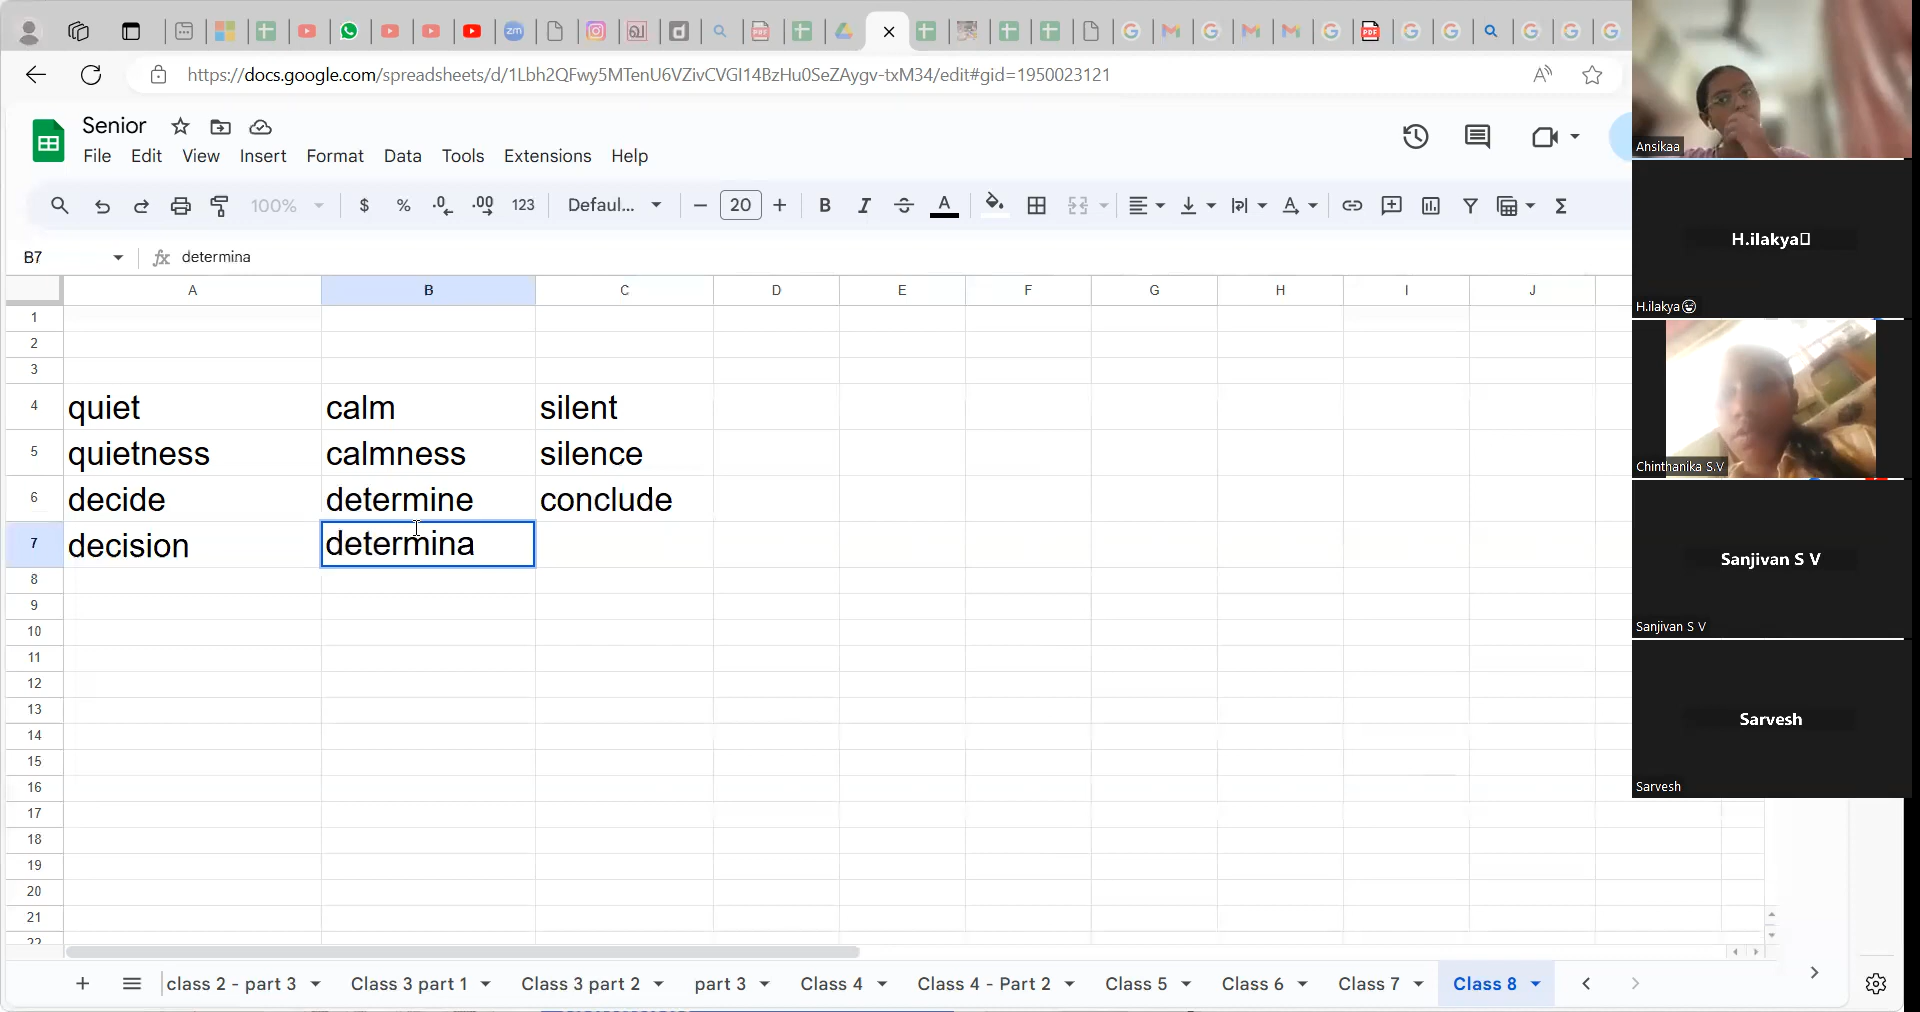 https://docs.google.com/spreadsheets/d/1Lbh2QFwy5MTenU6VZivCVGI14BzHu0SeZAygv-txM34/edit#gid=1950023121
Senior
File Edit View Insert Format Data Tools Extensions Help
100% $ % .0 .00 123 Defaul... 20 B I A
B7 fx determina
A B C D E F G H I J
1
2
3
4 quiet calm silent
5 quietness calmness silence
6 decide determine conclude
7 decision determina
8
9
10
11
12
13
14
15
16
17
18
19
20
21
22
class 2 - part 3 Class 3 part 1 Class 3 part 2 part 3 Class 4 Class 4 - Part 2 Class 5 Class 6 Class 7 Class 8
Ansikaa
H.ilakya
H.ilakya😀
Chinthanika S.V
Sanjivan S V
Sanjivan S V
Sarvesh
Sarvesh